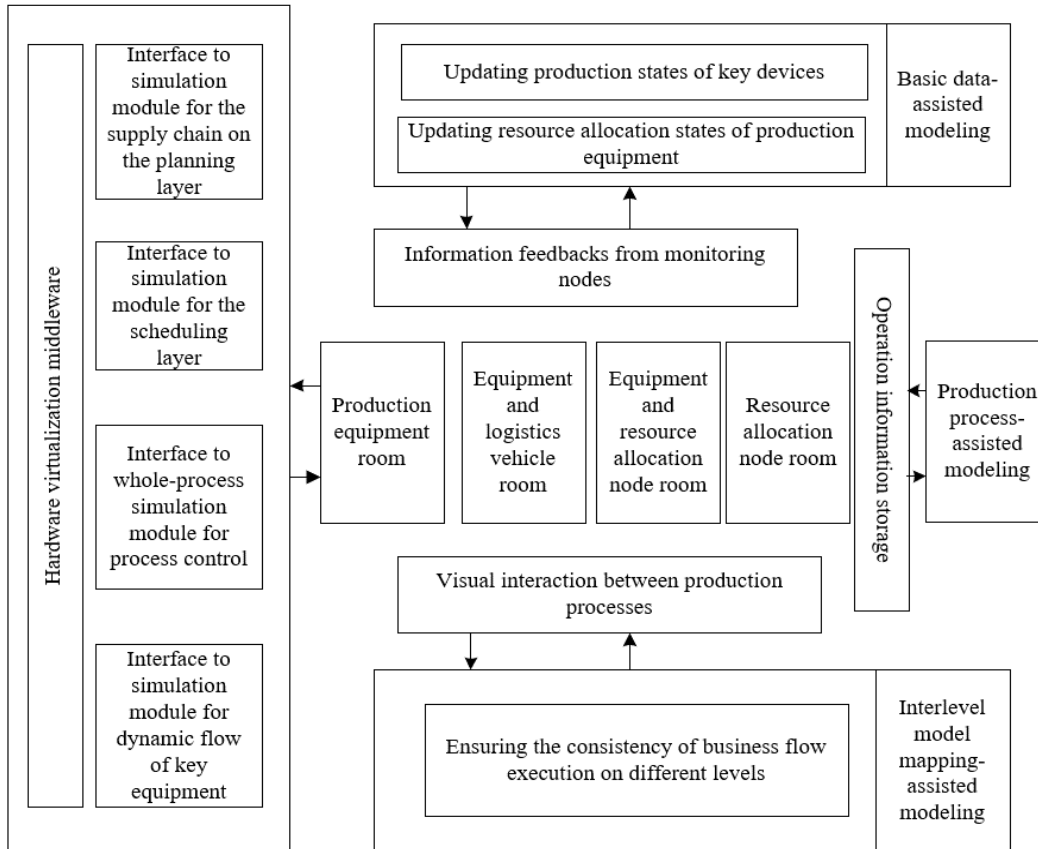 Hardware virtualization middleware
Interface to
simulation
module for the
supply chain on
the planning
layer
Interface to
simulation
module for the
scheduling
layer
Interface to
whole-process
simulation
module for
process control
Interface to
simulation
module for
dynamic flow
of key
equipment
Updating production states of key devices
Updating resource allocation states of production
equipment
Basic data-
assisted
modeling
Information feedbacks from monitoring
nodes
Production
equipment
room
Equipment
and
logistics
vehicle
room
Equipment
and
resource
allocation
node room
Resource
allocation
node room
Operation information storage
Production
process-
assisted
modeling
Visual interaction between production
processes
Ensuring the consistency of business flow
execution on different levels
Interlevel
model
mapping-
assisted
modeling